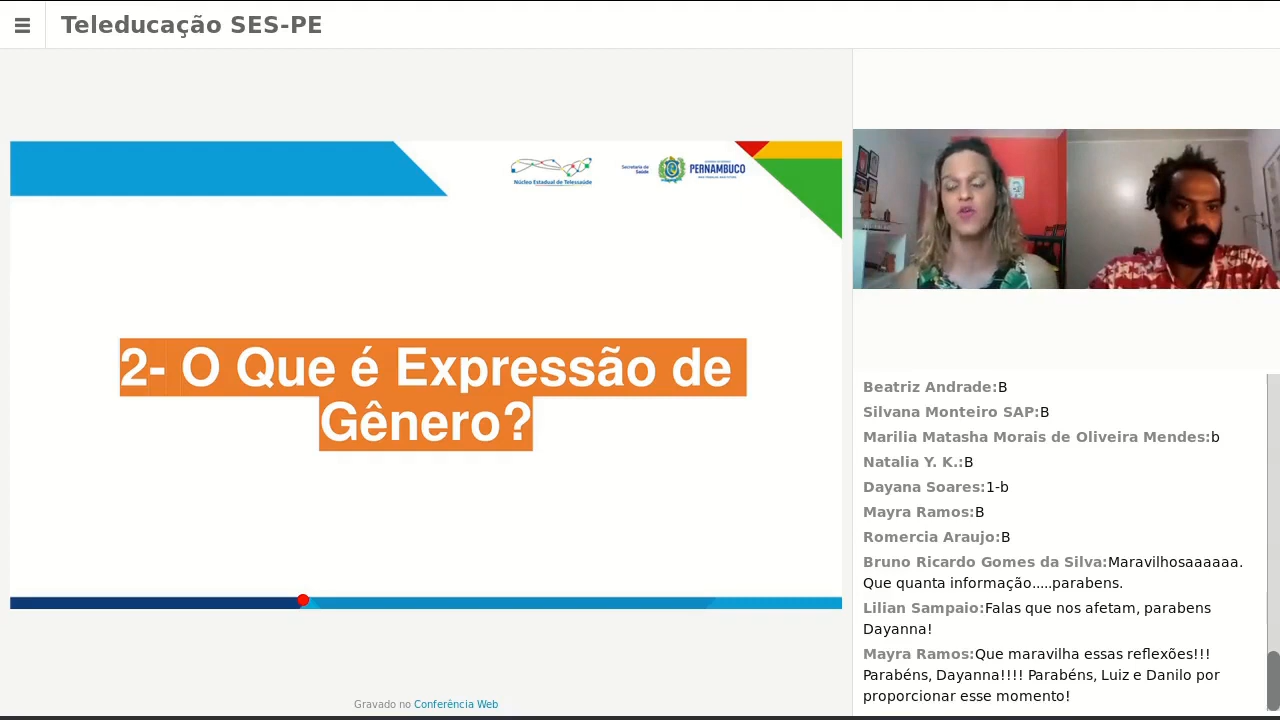 Teleducação SES-PE
Núcleo Estadual de Telessaúde
Secretaria de
Saúde
PERNAMBUCO
2- O Que é Expressão de
Gênero?
Beatriz Andrade:B
Silvana Monteiro SAP:B
Marilia Matasha Morais de Oliveira Mendes:b
Natalia Y. K.:B
Dayana Soares:1-b
Mayra Ramos:B
Romercia Araujo:B
Bruno Ricardo Gomes da Silva:Maravilhosaaaaaa.
Que quanta informação.....parabens.
Lilian Sampaio:Falas que nos afetam, parabens
Dayanna!
Mayra Ramos:Que maravilha essas reflexões!!!
Parabéns, Dayanna!!!! Parabéns, Luiz e Danilo por
proporcionar esse momento!
Gravado no Conferência Web